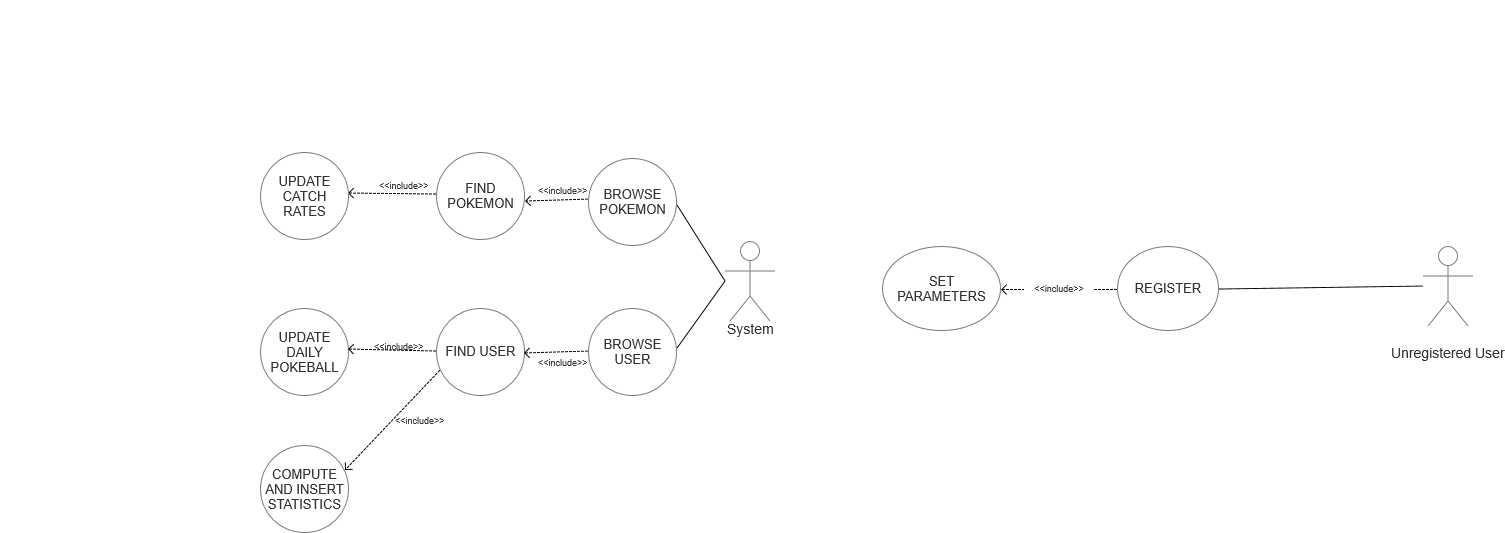 UPDATE
CATCH
RATES
<<include>>
FIND
POKEMON
<<include>>
BROWSE
POKEMON
System
UPDATE
DAILY
POKEBALL
<<include>>
FIND USER
<<include>>
BROWSE
USER
<<include>>
COMPUTE
AND INSERT
STATISTICS
SET
PARAMETERS
<<include>>
REGISTER
Unregistered User